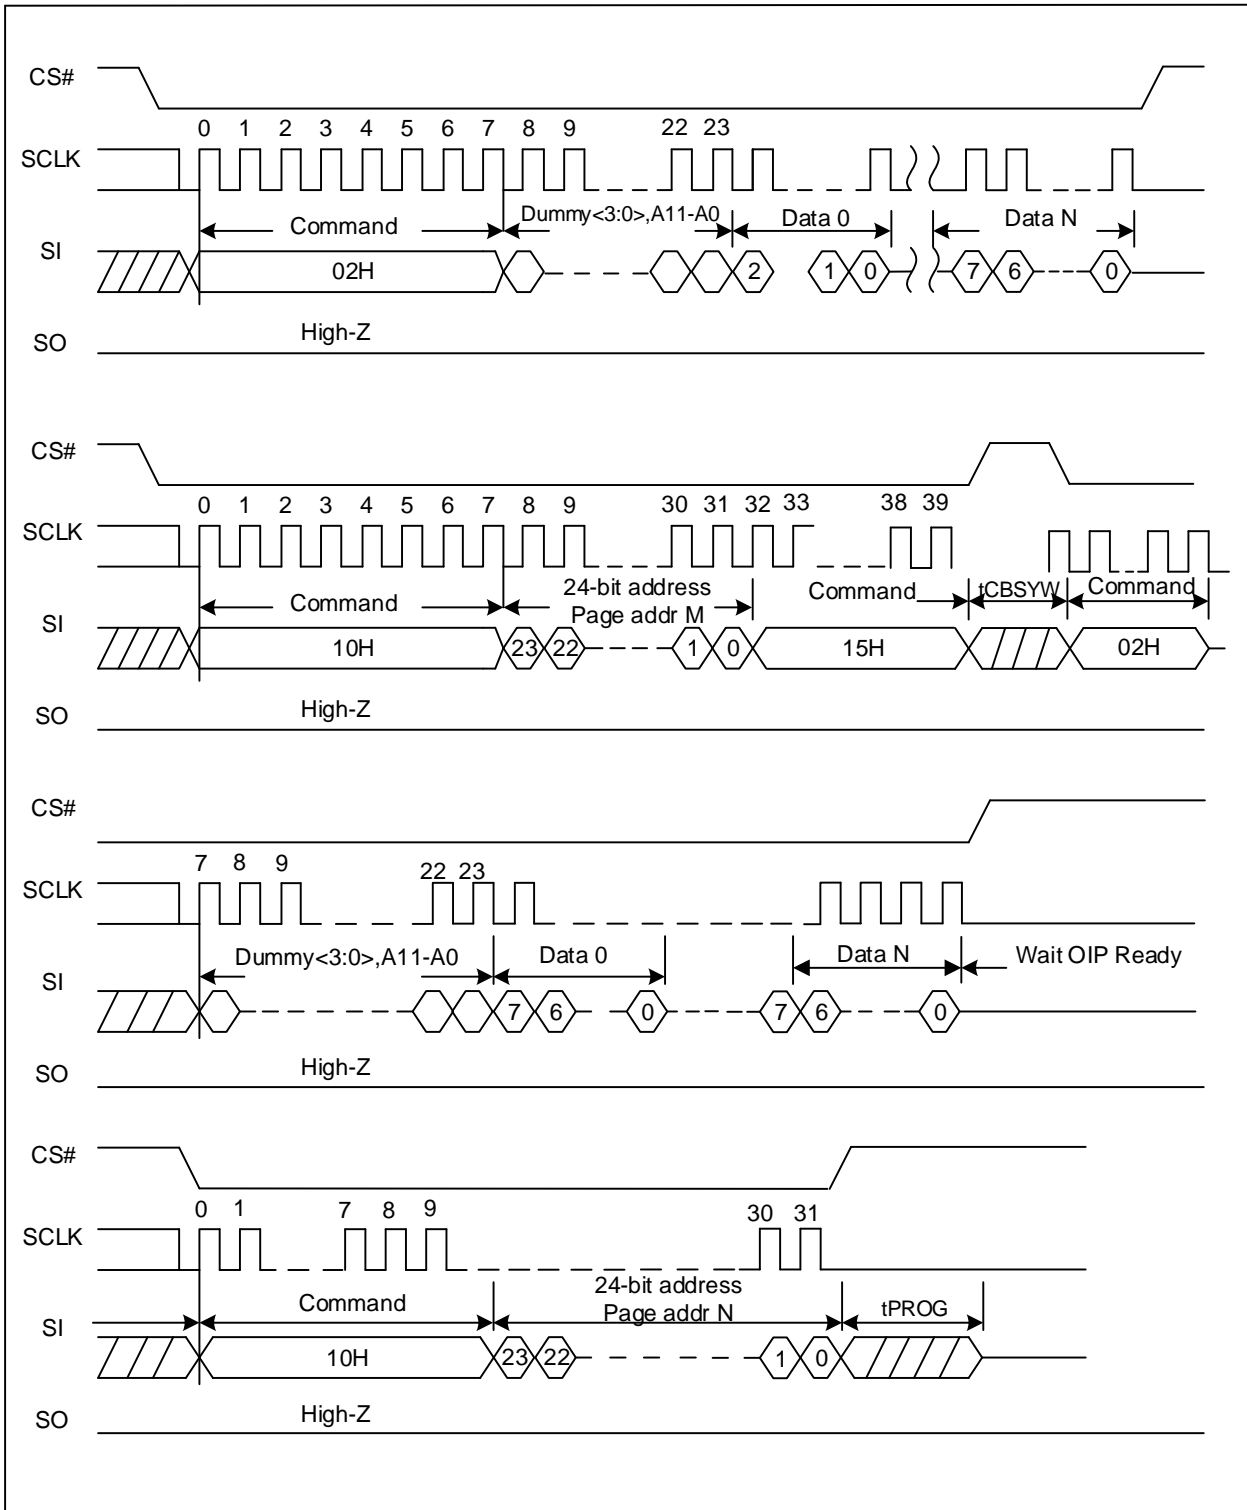 CS#
0 1 2 3 4 5 6 7 8 9 22 23
SCLK
Command Dummy<3:0>,A11-A0 Data 0 Data N
SI
02H 2 1 0 7 6 0
High-Z
SO
CS#
0 1 2 3 4 5 6 7 8 9 30 31 32 33 38 39
SCLK
Command 24-bit address Command tCBSYW Command
Page addr M
SI
10H 23 22 1 0 15H 02H
High-Z
SO
CS#
7 8 9 22 23
SCLK
Dummy<3:0>,A11-A0 Data 0 Data N Wait OIP Ready
SI
7 6 0 7 6 0
High-Z
SO
CS#
0 1 7 8 9 30 31
SCLK
Command 24-bit address tPROG
Page addr N
SI
10H 23 22 1 0
High-Z
SO